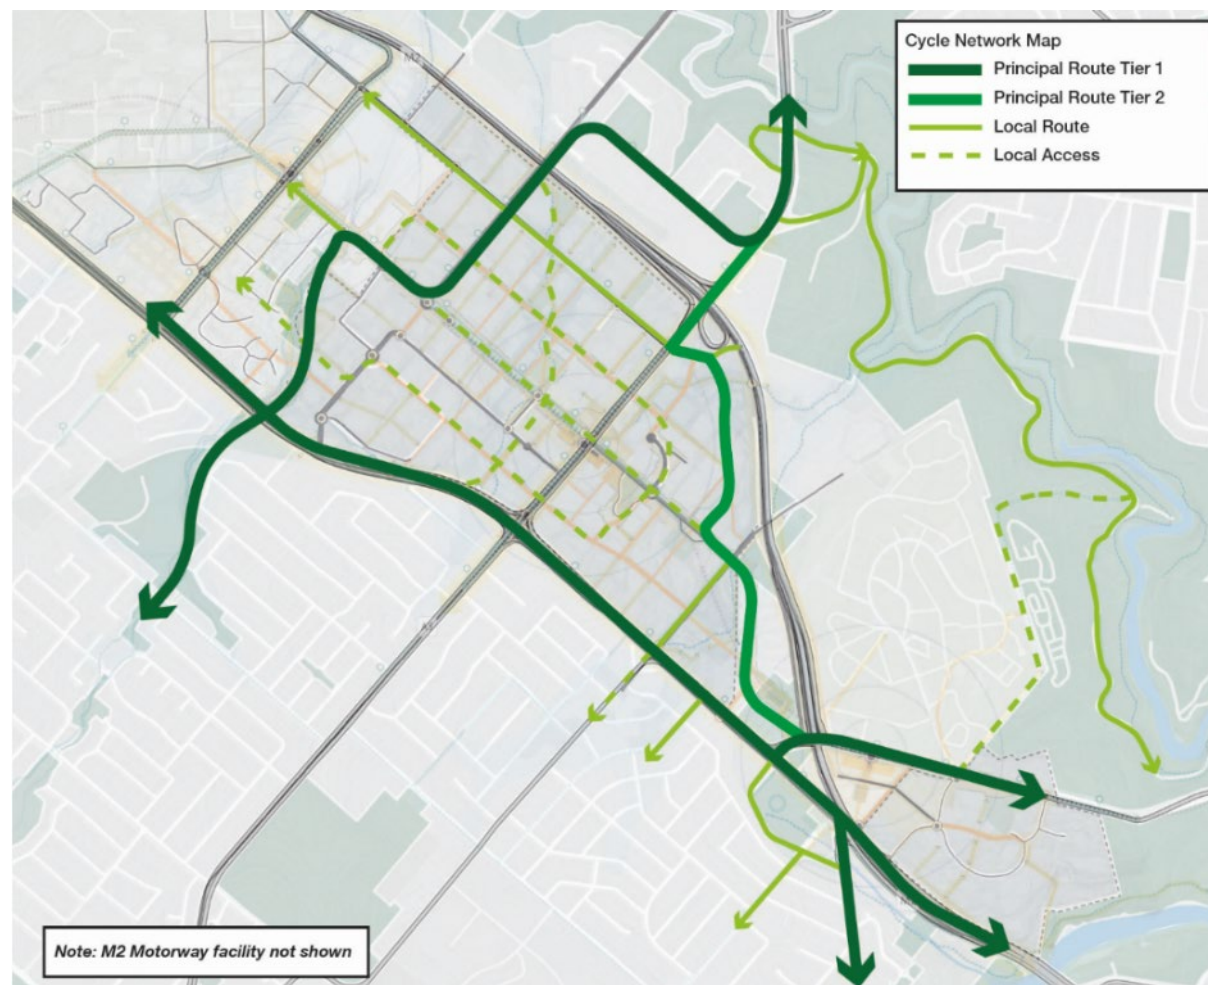 M2
Cycle Network Map
Principal Route Tier 1
Principal Route Tier 2
Local Route
Local Access
Note: M2 Motorway facility not shown